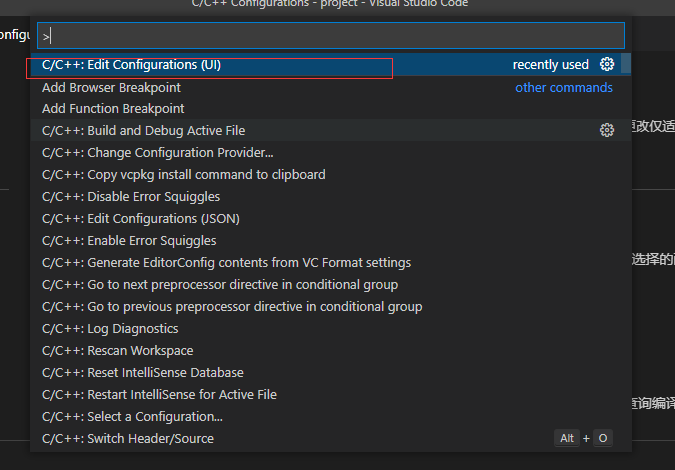 C/C++ Configurations - project - Visual Studio Code
onfigu
>
C/C++: Edit Configurations (UI) recently used
Add Browser Breakpoint other commands
Add Function Breakpoint
C/C++: Build and Debug Active File
更改仅适
C/C++: Change Configuration Provider...
C/C++: Copy vcpkg install command to clipboard
C/C++: Disable Error Squiggles
C/C++: Edit Configurations (JSON)
C/C++: Enable Error Squiggles
C/C++: Generate EditorConfig contents from VC Format settings
选择的
C/C++: Go to next preprocessor directive in conditional group
C/C++: Go to previous preprocessor directive in conditional group
C/C++: Log Diagnostics
C/C++: Rescan Workspace
C/C++: Reset IntelliSense Database
C/C++: Restart IntelliSense for Active File
查询编译
C/C++: Select a Configuration...
C/C++: Switch Header/Source Alt + O